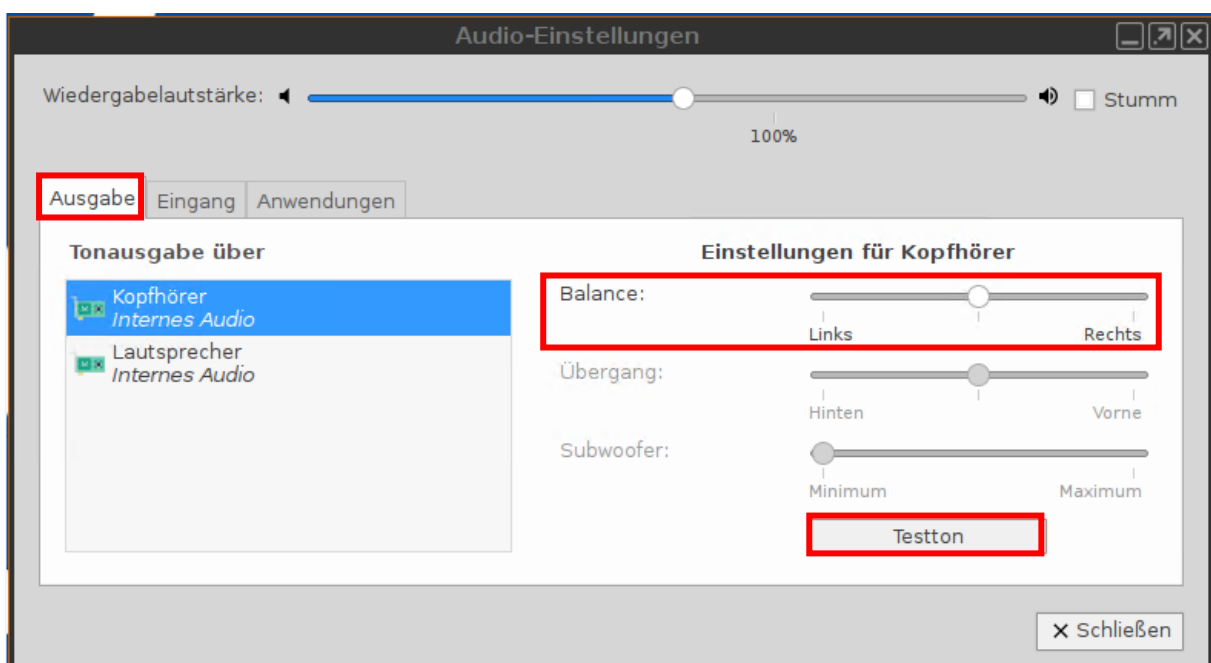 Audio-Einstellungen
Wiedergabelautstärke:
Stumm
100%
Ausgabe Eingang Anwendungen
Tonausgabe über
Kopfhörer
Internes Audio
Lautsprecher
Internes Audio
Einstellungen für Kopfhörer
Balance:
Links Rechts
Übergang:
Hinten Vorne
Subwoofer:
Minimum Maximum
Testton
Schließen